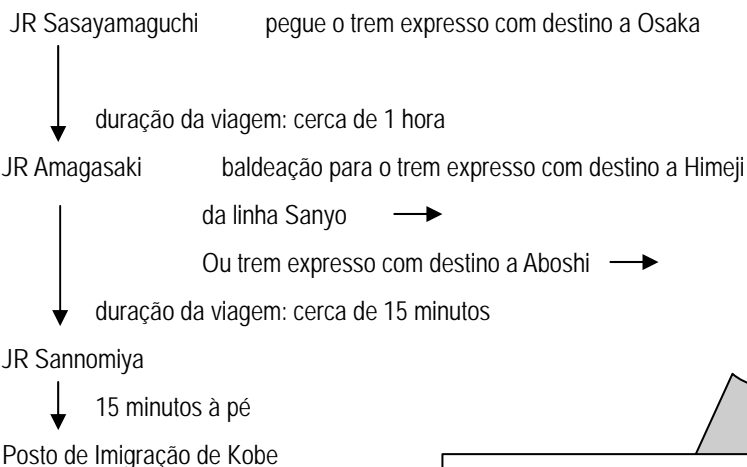 JR Sasayamaguchi pegue o trem expresso com destino a Osaka
duração da viagem: cerca de 1 hora
JR Amagasaki baldeação para o trem expresso com destino a Himeji
da linha Sanyo
Ou trem expresso com destino a Aboshi
duração da viagem: cerca de 15 minutos
JR Sannomiya
15 minutos à pé
Posto de Imigração de Kobe